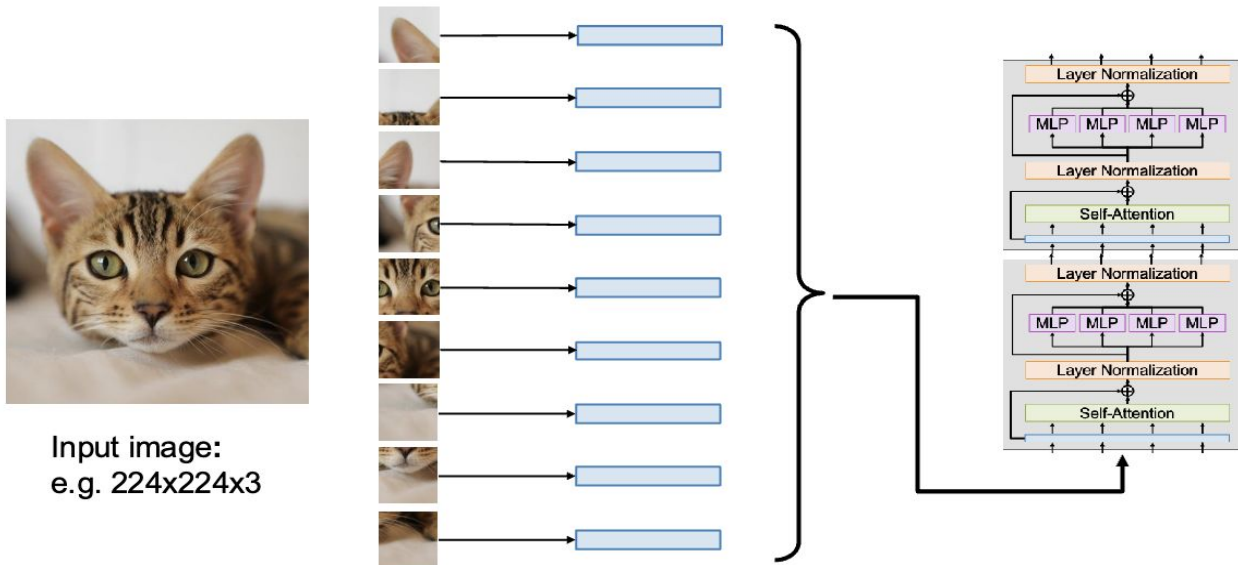 Input image:
e.g. 224x224x3
Layer Normalization
MLP MLP MLP MLP
Layer Normalization
Self-Attention
Layer Normalization
MLP MLP MLP MLP
Layer Normalization
Self-Attention